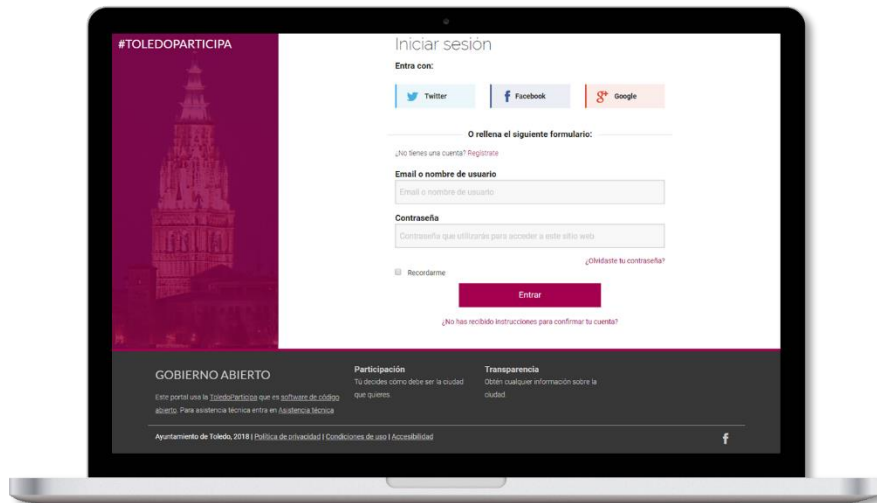 #TOLEDOPARTICIPA
Iniciar sesión
Entra con:
Twitter
Facebook
Google
O rellena el siguiente formulario:
¿No tienes una cuenta? Regístrate
Email o nombre de usuario
Email o nombre de usuario
Contraseña
Contraseña que utilizarás para acceder a este sitio web
¿Olvidaste tu contraseña?
Recordarme
Entrar
¿No has recibido instrucciones para confirmar tu cuenta?
GOBIERNO ABIERTO
Este portal usa la ToledoParticipa que es software de código
abierto. Para asistencia técnica entra en Asistencia técnica
Participación
Tú decides cómo debe ser la ciudad
que quieres.
Transparencia
Obtén cualquier información sobre la
ciudad.
Ayuntamiento de Toledo, 2018 | Política de privacidad | Condiciones de uso | Accesibilidad